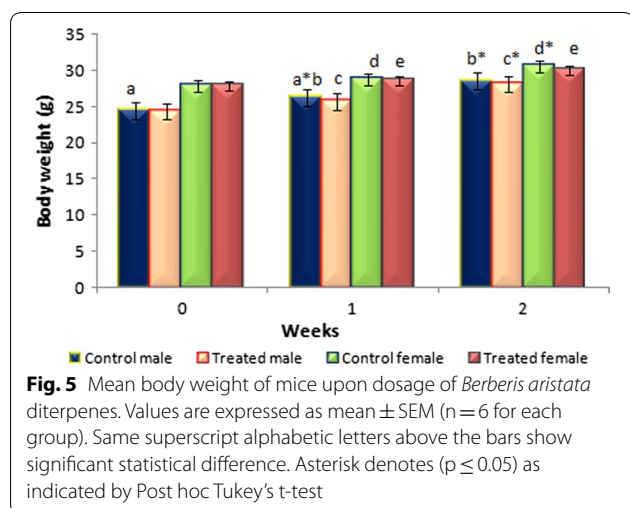 35
30
25
20
15
10
5
0
Body weight (g)
a
a*b c d e
b* c* d* e
0 1 2
Weeks
Control male Treated male Control female Treated female
Fig. 5 Mean body weight of mice upon dosage of Berberis aristata
diterpenes. Values are expressed as mean ± SEM (n = 6 for each
group). Same superscript alphabetic letters above the bars show
significant statistical difference. Asterisk denotes (p ≤ 0.05) as
indicated by Post hoc Tukey's t-test